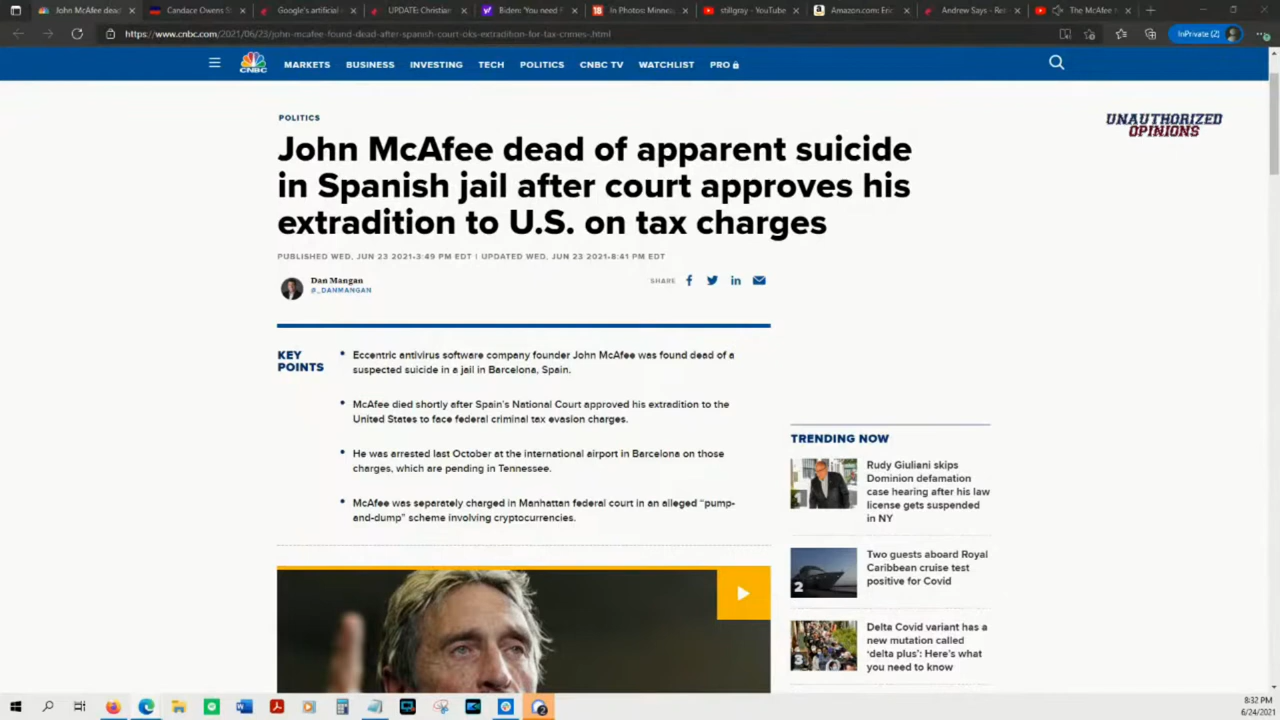 John McAfee dead
Candace Owens S
Google's artificial
UPDATE: Christian
Biden: 'You need F
In Photos: Minne
stillgray - YouTube
Amazon.com: Eric
Andrew Says - Re
The McAfee
https://www.cnbc.com/2021/06/23/john-mcafee-found-dead-after-spanish-court-oks-extradition-for-tax-crimes-.html
InPrivate (2)
CNBC
MARKETS
BUSINESS
INVESTING
TECH
POLITICS
CNBC TV
WATCHLIST
PRO
POLITICS
UNAUTHORIZED
OPINIONS
John McAfee dead of apparent suicide
in Spanish jail after court approves his
extradition to U.S. on tax charges
PUBLISHED WED, JUN 23 2021•3:49 PM EDT | UPDATED WED, JUN 23 2021•8:41 PM EDT
Dan Mangan
@_DANMANGAN
SHARE
KEY
POINTS
Eccentric antivirus software company founder John McAfee was found dead of a
suspected suicide in a jail in Barcelona, Spain.
McAfee died shortly after Spain's National Court approved his extradition to the
United States to face federal criminal tax evasion charges.
He was arrested last October at the international airport in Barcelona on those
charges, which are pending in Tennessee.
McAfee was separately charged in Manhattan federal court in an alleged "pump-
and-dump" scheme involving cryptocurrencies.
TRENDING NOW
1
Rudy Giuliani skips
Dominion defamation
case hearing after his law
license gets suspended
in NY
2
Two guests aboard Royal
Caribbean cruise test
positive for Covid
3
Delta Covid variant has a
new mutation called
'delta plus': Here's what
you need to know
8:32 PM
6/24/2021